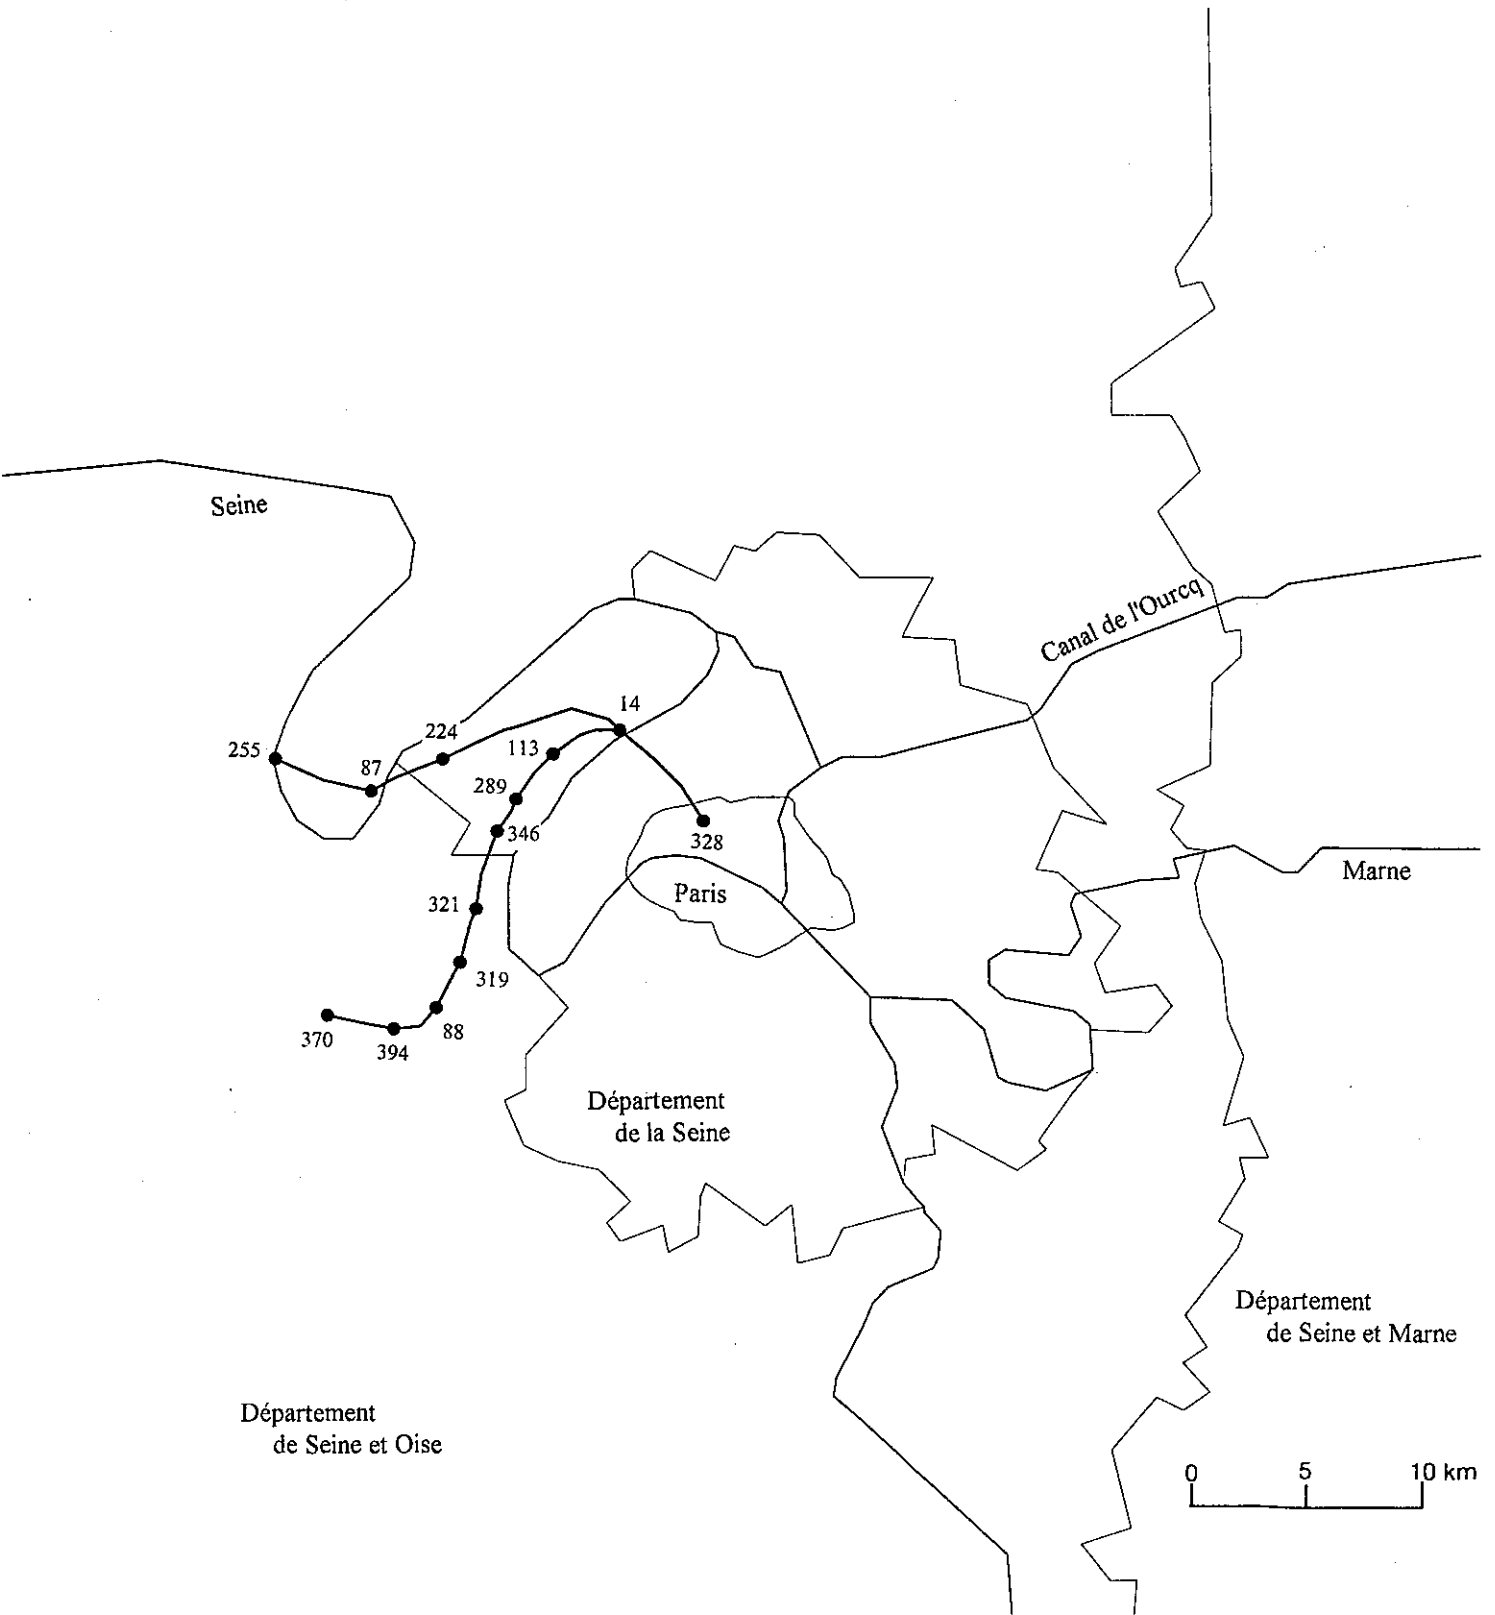 Seine
Canal de l'Ourcq
14
224
255
113
87
289
346
328
Marne
Paris
321
319
88
370
394
Département
de la Seine
Département
de Seine et Marne
Département
de Seine et Oise
0 5 10 km